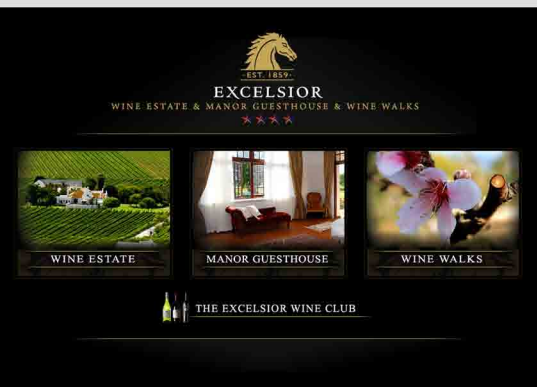 ·EST. 1859·
EXCELSIOR
WINE ESTATE & MANOR GUESTHOUSE & WINE WALKS
WINE ESTATE
MANOR GUESTHOUSE
WINE WALKS
THE EXCELSIOR WINE CLUB